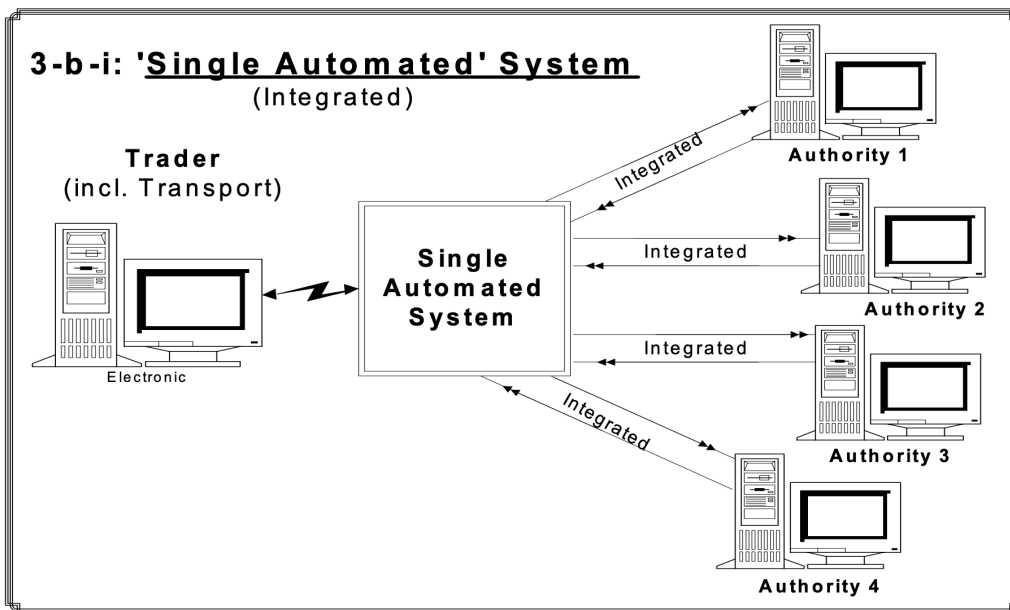 3-b-i: 'Single Automated' System
(Integrated)
Trader
(incl. Transport)
Electronic
Single
Automated
System
Integrated
Authority 1
Integrated
Authority 2
Integrated
Authority 3
Integrated
Authority 4